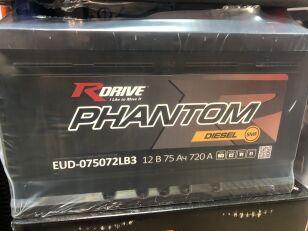 RDRIVE
I Like to Move It
PHANTOM
DIESEL
EUD-075072LB3 12 В 75 Ач 720 А